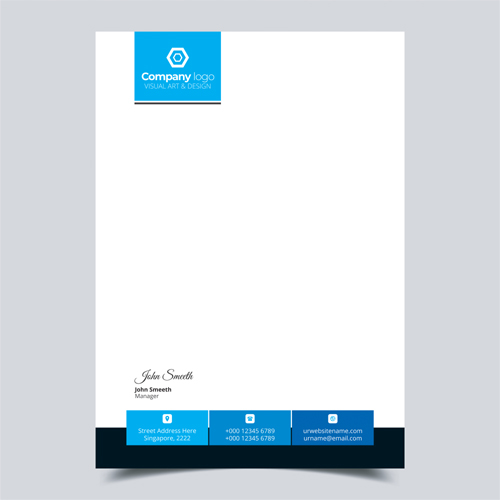 Company logo
VISUAL ART & DESIGN
John Smeeth
John Smeeth
Manager
Street Address Here
Singapore, 2222
+000 12345 6789
+000 12345 6789
urwebsitename.com
urname@email.com